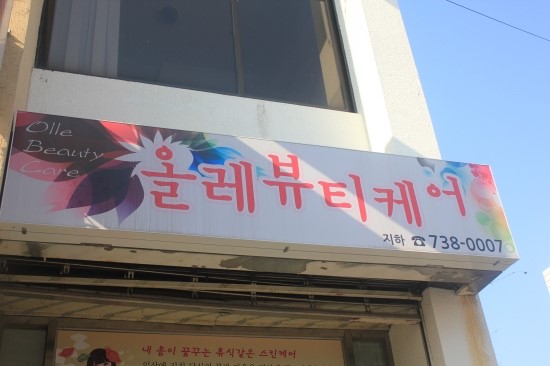 Olle
Beauty
Care
올레뷰티케어
지하 ☎738-0007
내 몸이 꿈꾸는 휴식같은 스킨케어